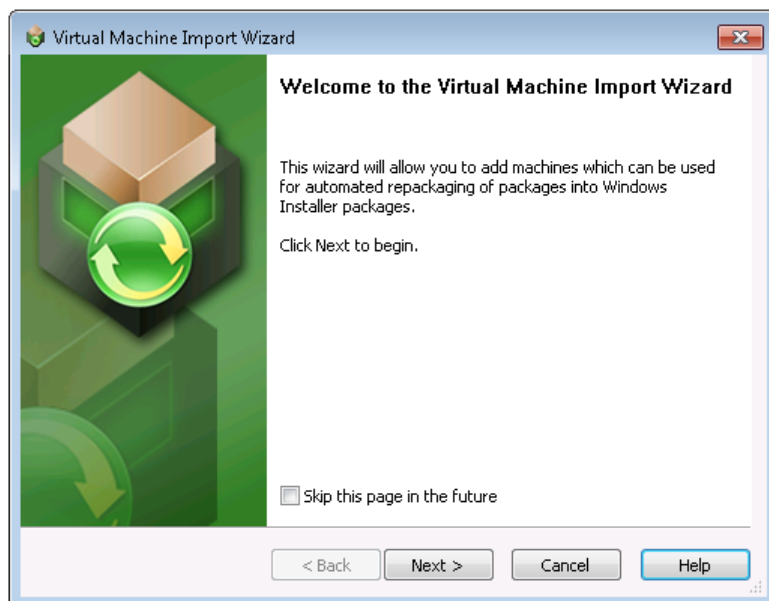 Virtual Machine Import Wizard
Welcome to the Virtual Machine Import Wizard
This wizard will allow you to add machines which can be used
for automated repackaging of packages into Windows
Installer packages.
Click Next to begin.
Skip this page in the future
< Back Next > Cancel Help